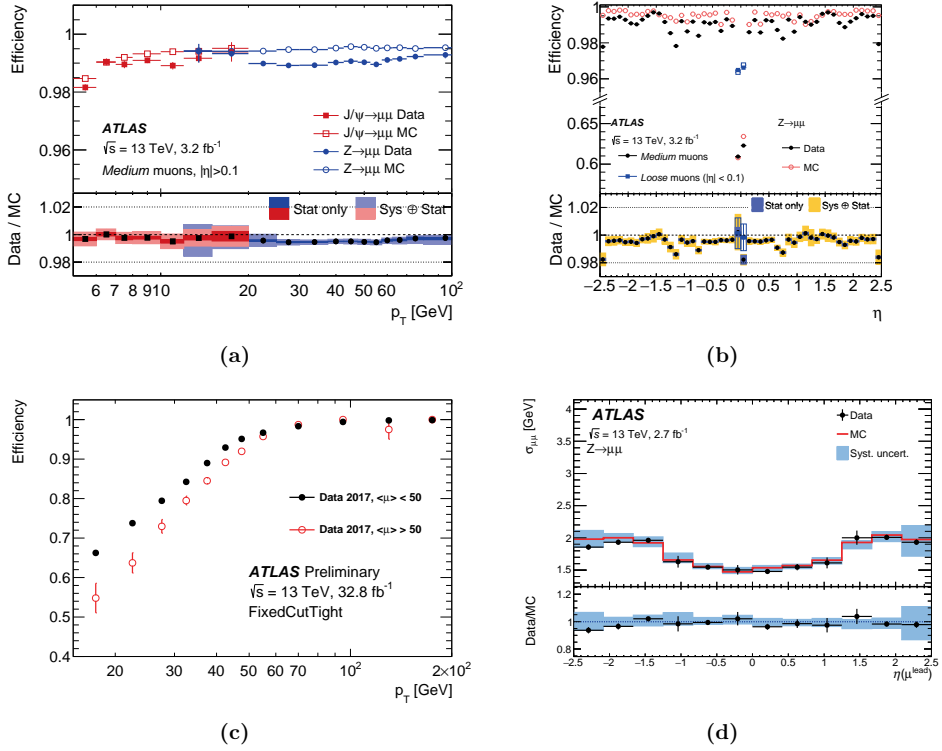 Efficiency
1
0.995
0.99
0.985
0.98
ATLAS
√s = 13 TeV, 3.2 fb⁻¹
Medium muons, |η|>0.1
J/ψ→μμ Data
J/ψ→μμ MC
Z→μμ Data
Z→μμ MC
Data / MC
1.02
1
0.98
Stat only
Sys ⊕ Stat
6 7 8 910 20 30 40 50 60 10²
p_T [GeV]
(a)
Efficiency
1
0.98
0.96
0.65
0.6
ATLAS
√s = 13 TeV, 3.2 fb⁻¹
Medium muons
Loose muons (|η| < 0.1)
Z→μμ
Data
MC
Data / MC
1.02
1
0.98
Stat only
Sys ⊕ Stat
−2.5 −2 −1.5 −1 −0.5 0 0.5 1 1.5 2 2.5
η
(b)
Efficiency
1
0.9
0.8
0.7
0.6
0.5
0.4
Data 2017, <μ> < 50
Data 2017, <μ> > 50
ATLAS Preliminary
√s = 13 TeV, 32.8 fb⁻¹
FixedCutTight
20 30 40 50 60 70 10² 2×10²
p_T [GeV]
(c)
σ_μμ [GeV]
4
3.5
3
2.5
2
1.5
ATLAS
√s = 13 TeV, 2.7 fb⁻¹
Z→μμ
Data
MC
Syst. uncert.
Data/MC
1.2
1
0.8
−2.5 −2 −1.5 −1 −0.5 0 0.5 1 1.5 2 2.5
η(μ^lead)
(d)